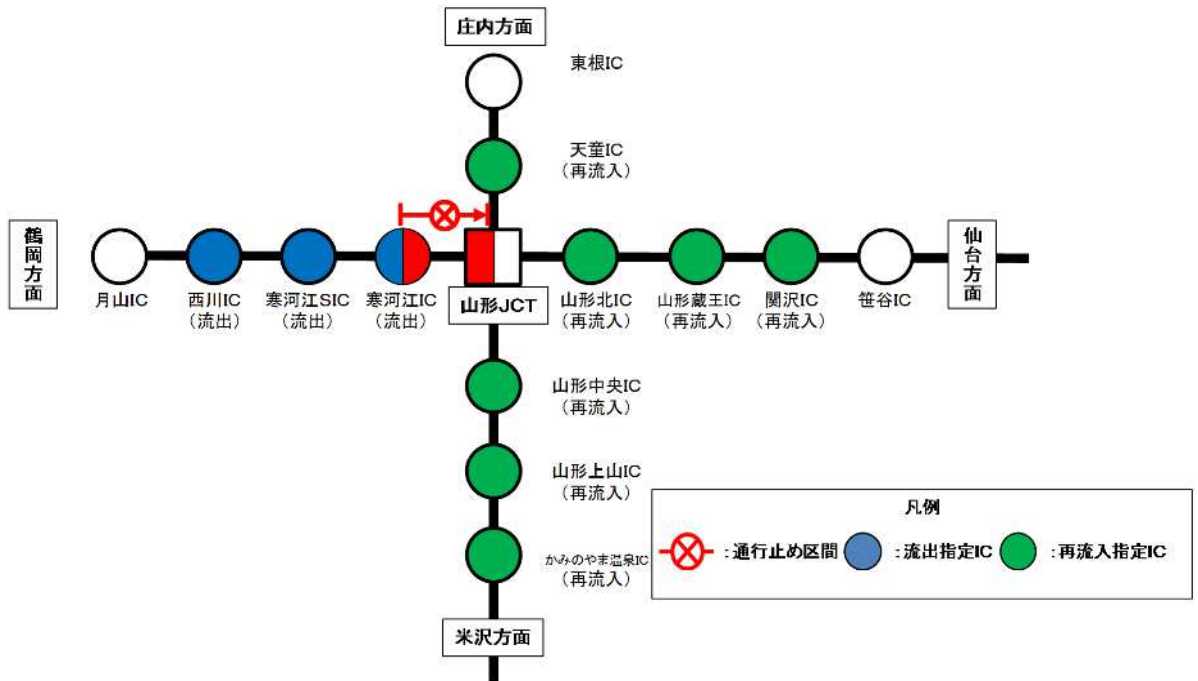 庄内方面
東根IC
天童IC
(再流入)
鶴岡方面
仙台方面
月山IC
西川IC
(流出)
寒河江SIC
(流出)
寒河江IC
(流出)
山形JCT
山形北IC
(再流入)
山形蔵王IC
(再流入)
関沢IC
(再流入)
笹谷IC
山形中央IC
(再流入)
山形上山IC
(再流入)
かみのやま温泉IC
(再流入)
米沢方面
凡例
:通行止め区間
:流出指定IC
:再流入指定IC